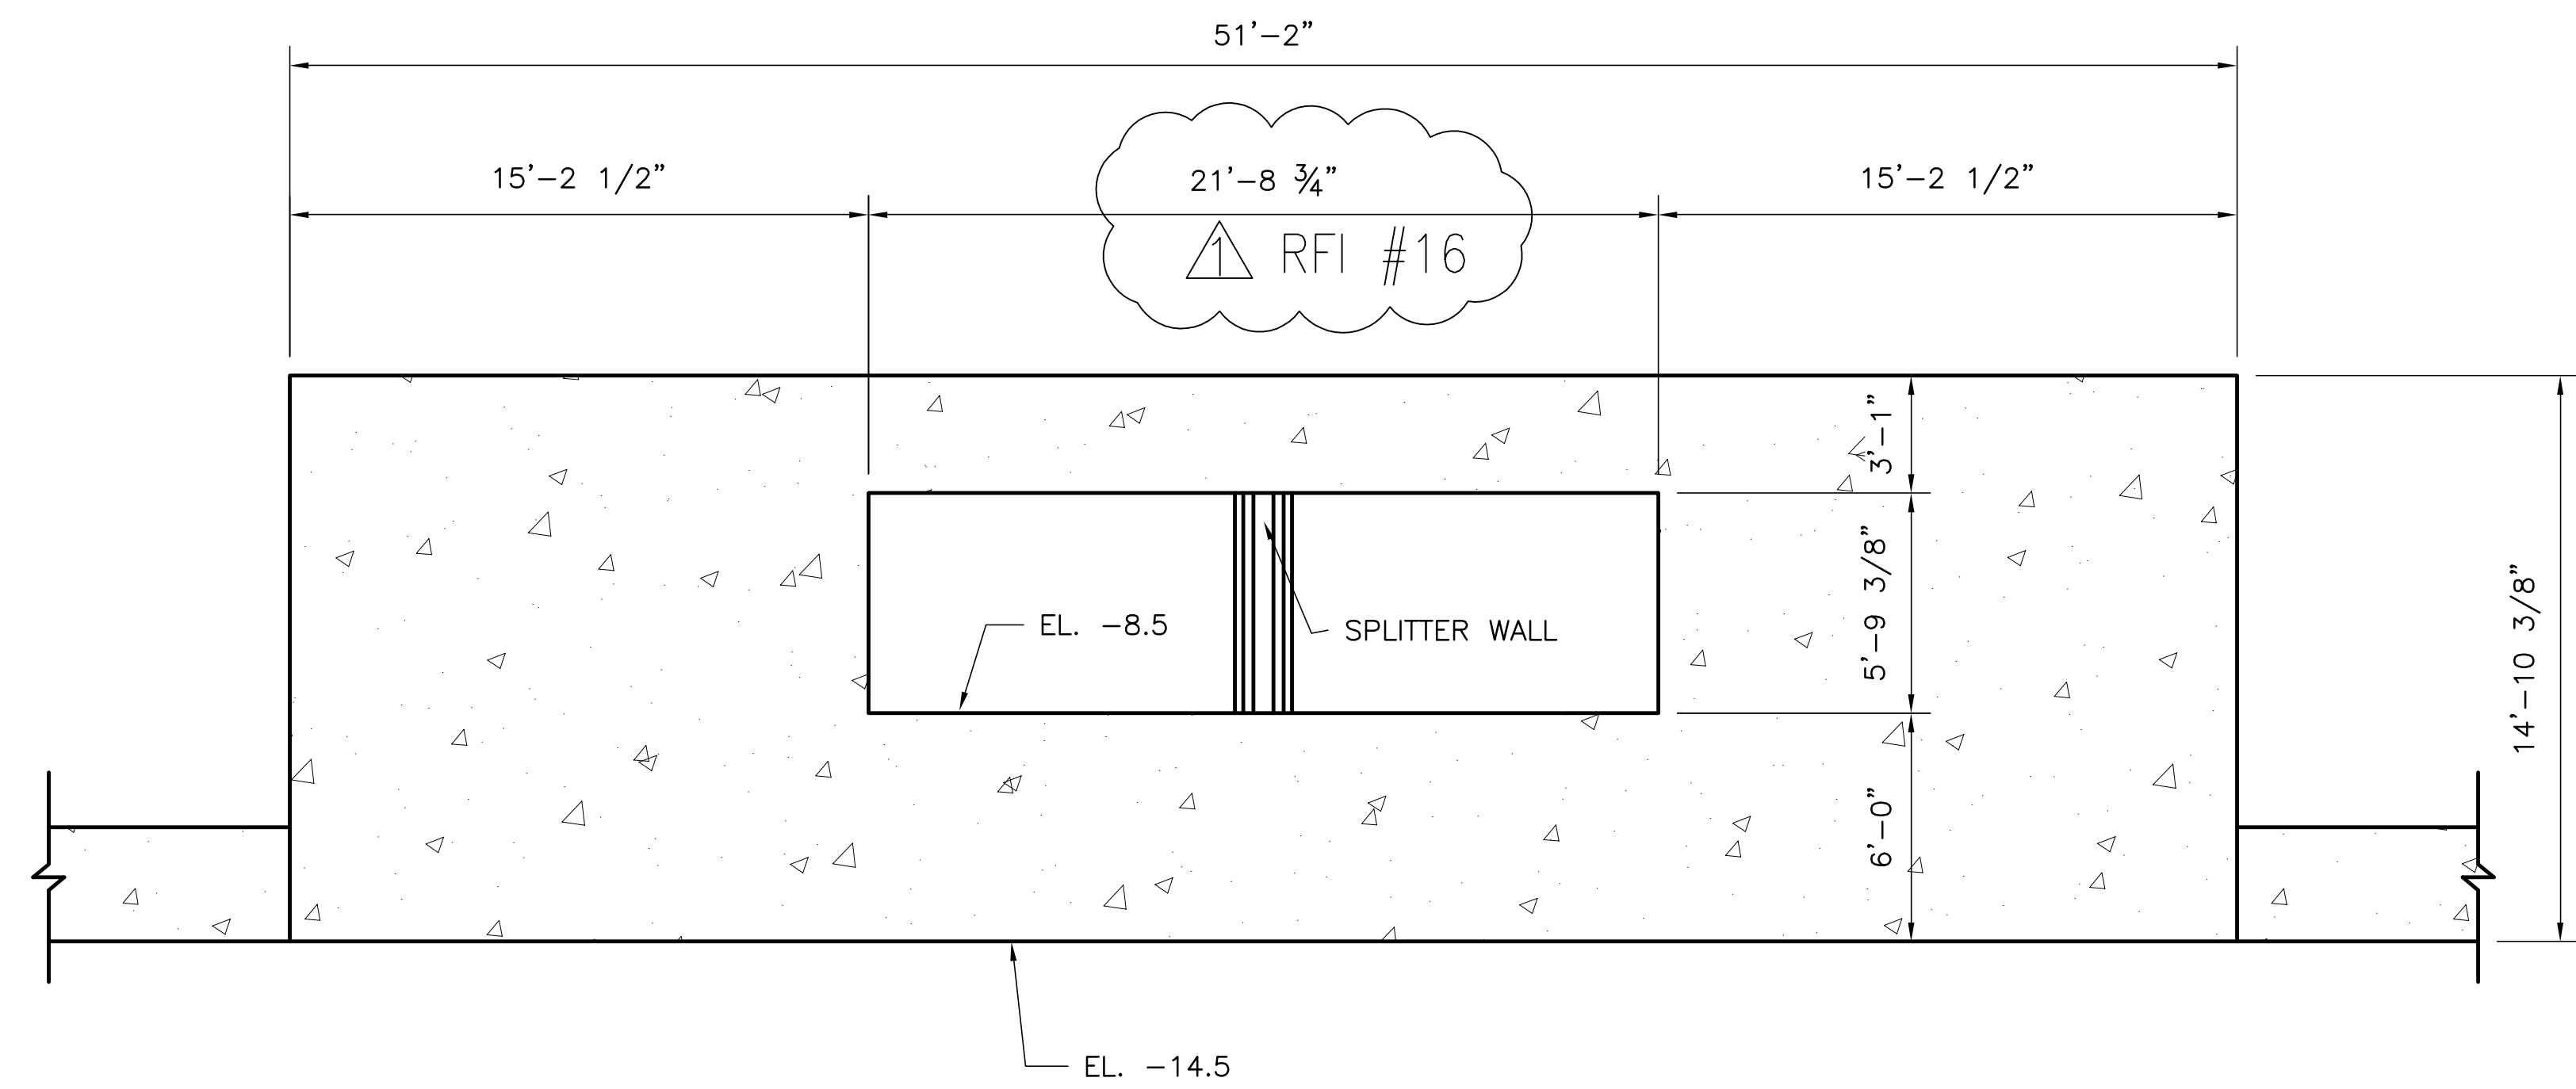 51'-2"
15'-2 1/2"
21'-8 3/4"
15'-2 1/2"
1 RFI #16
3'-1"
5'-9 3/8"
EL. -8.5
SPLITTER WALL
14'-10 3/8"
6'-0"
EL. -14.5